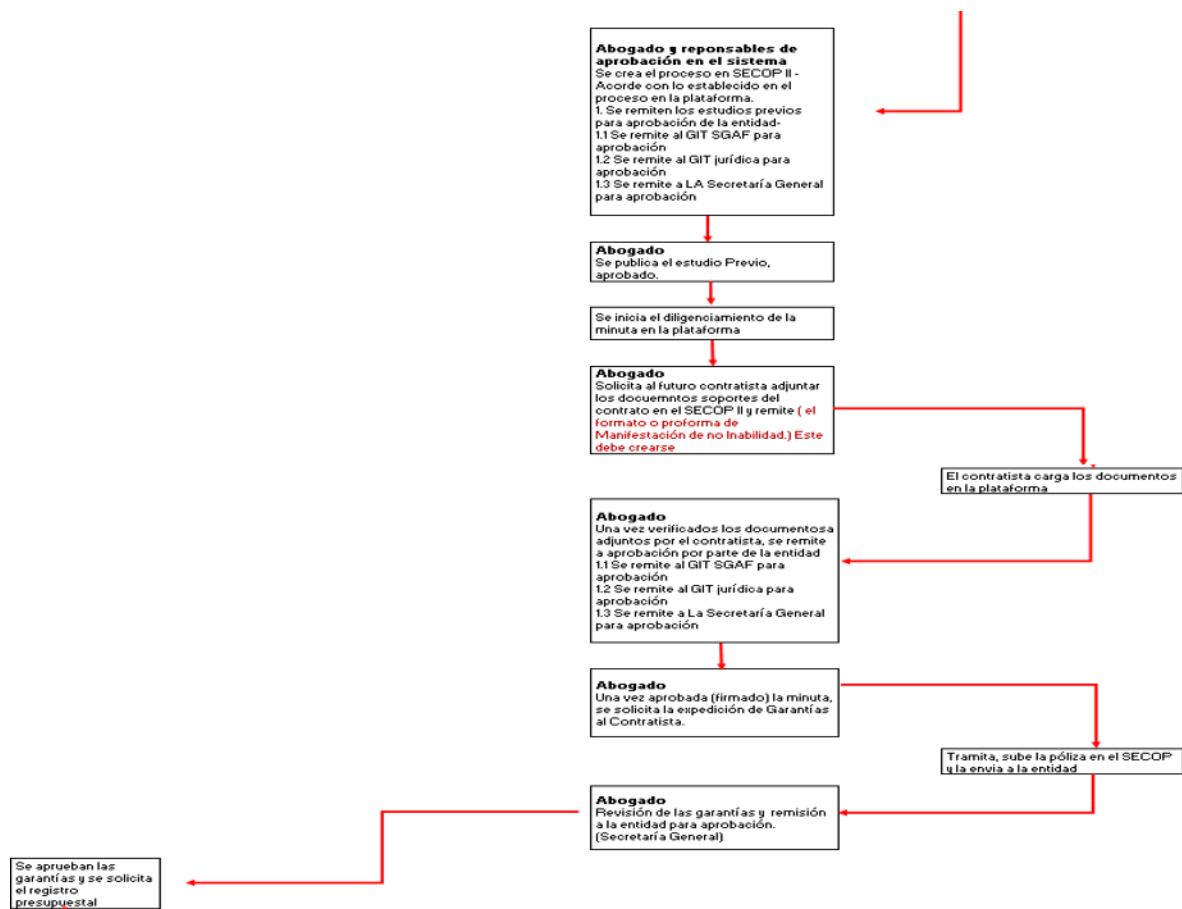 Abogado y reponsables de
aprobación en el sistema
Se crea el proceso en SECOP II -
Acorde con lo establecido en el
proceso en la plataforma.
1. Se remiten los estudios previos
para aprobación de la entidad-
1.1 Se remite al GIT SGAF para
aprobación
1.2 Se remite al GIT jurídica para
aprobación
1.3 Se remite a LA Secretaría General
para aprobación
Abogado
Se publica el estudio Previo,
aprobado.
Se inicia el diligenciamiento de la
minuta en la plataforma
Abogado
Solicita al futuro contratista adjuntar
los docuemntos soportes del
contrato en el SECOP II y remite ( el
formato o proforma de
Manifestación de no Inabilidad.) Este
debe crearse
El contratista carga los documentos
en la plataforma
Abogado
Una vez verificados los documentosa
adjuntos por el contratista, se remite
a aprobación por parte de la entidad
1.1 Se remite al GIT SGAF para
aprobación
1.2 Se remite al GIT jurídica para
aprobación
1.3 Se remite a La Secretaría General
para aprobación
Abogado
Una vez aprobada (firmado) la minuta,
se solicita la expedición de Garantías
al Contratista.
Tramita, sube la póliza en el SECOP
y la envia a la entidad
Abogado
Revisión de las garantías y remisión
a la entidad para aprobación.
(Secretaría General)
Se aprueban las
garantías y se solicita
el registro
presupuestal